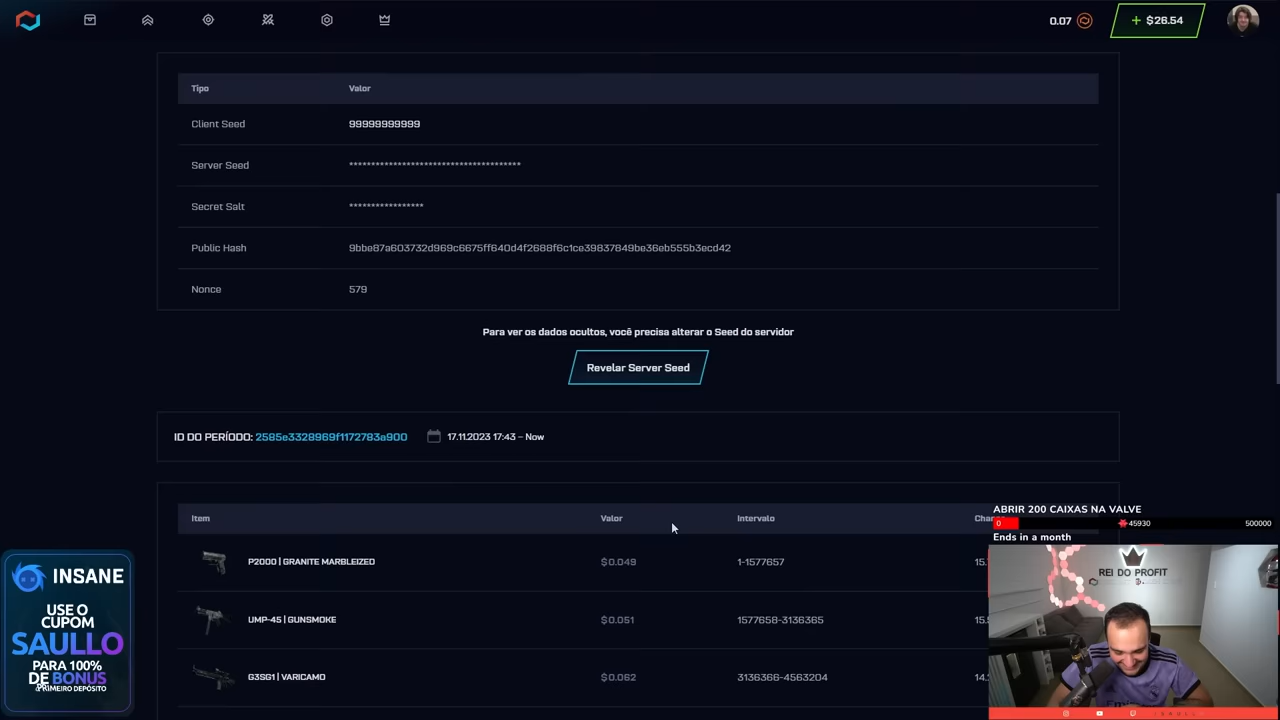 0.07
+ $26.54
Tipo Valor
Client Seed 99999999999
Server Seed ****************************************
Secret Salt *****************
Public Hash 9bbe87a603732d969c6675ff640d4f2688f6c1ce39837849be36eb555b3ecd42
Nonce 579
Para ver os dados ocultos, você precisa alterar o Seed do servidor
Revelar Server Seed
ID DO PERÍODO: 2585e3328969f1172783a900 17.11.2023 17:43 – Now
Item Valor Intervalo
P2000 | GRANITE MARBLEIZED $0.049 1-1577657
UMP-45 | GUNSMOKE $0.051 1577658-3136365
G3SG1 | VARICAMO $0.062 3136366-4563204
INSANE
USE O
CUPOM
SAULLO
PARA 100%
DE BONUS
PRIMEIRO DEPÓSITO
ABRIR 200 CAIXAS NA VALVE
0 45930 500000
Ends in a month
REI DO PROFIT